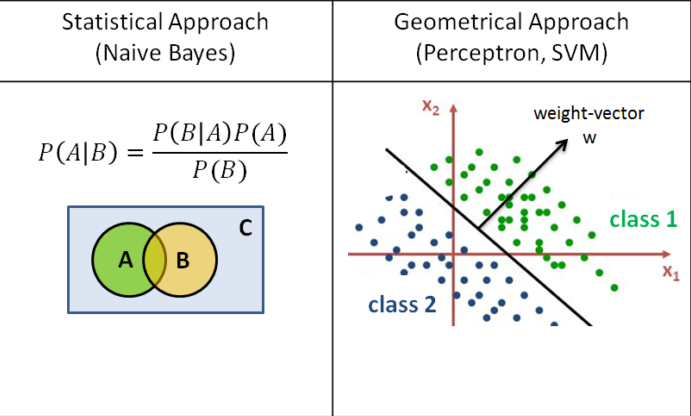 Statistical Approach
(Naive Bayes)
Geometrical Approach
(Perceptron, SVM)
P(A|B) = P(B|A)P(A) / P(B)
C
A B
x₂
weight-vector
w
class 1
x₁
class 2